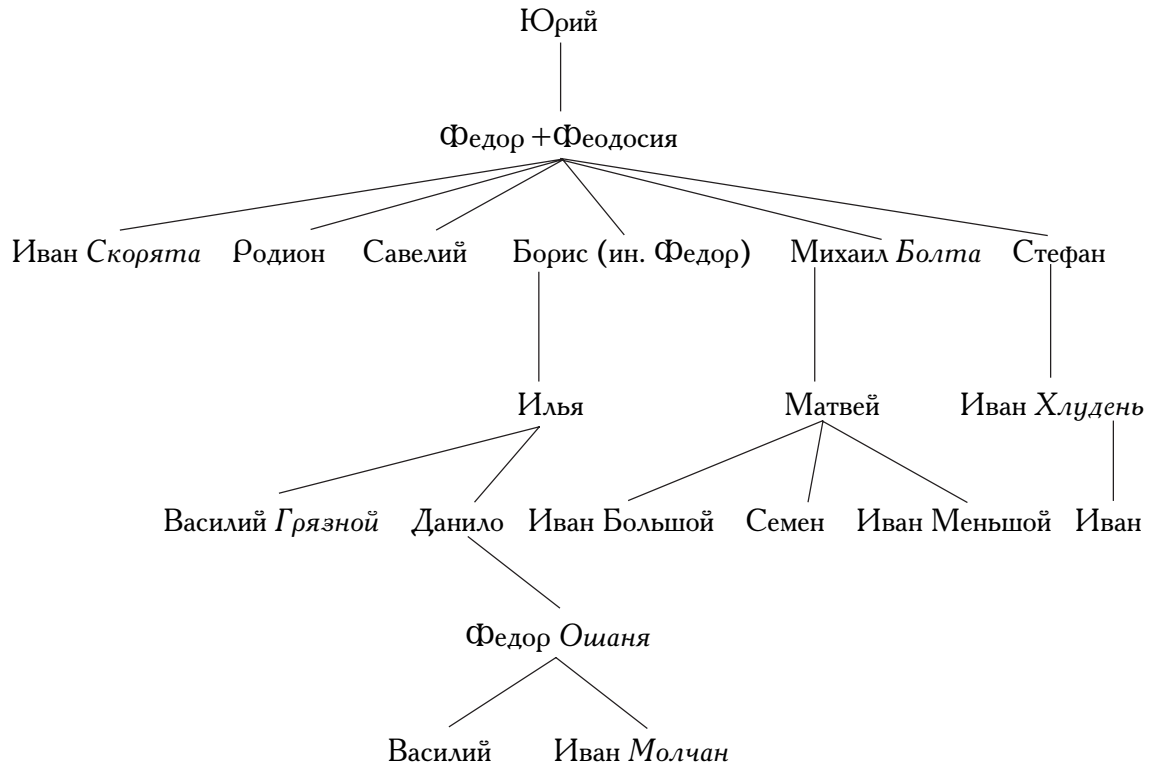 Юрий
Федор +Феодосия
Иван Скорята Родион Савелий Борис (ин. Федор) Михаил Болта Стефан
Илья Матвей Иван Хлудень
Василий Грязной Данило Иван Большой Семен Иван Меньшой Иван
Федор Ошаня
Василий Иван Молчан